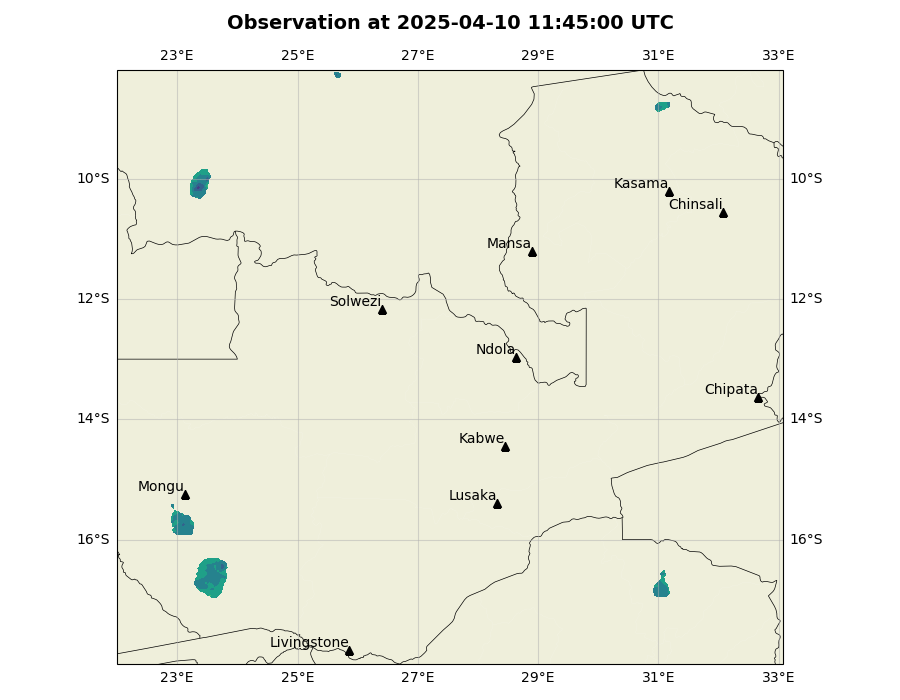 Observation at 2025-04-10 11:45:00 UTC
23°E 25°E 27°E 29°E 31°E 33°E
10°S 10°S
Kasama
Chinsali
Mansa
12°S 12°S
Solwezi
Ndola
Chipata
14°S 14°S
Kabwe
Mongu
Lusaka
16°S 16°S
Livingstone
23°E 25°E 27°E 29°E 31°E 33°E